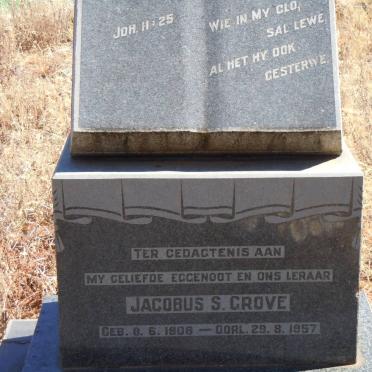 JOH. 11:25
WIE IN MY GLO,
SAL LEWE,
AL HET HY OOK
GESTERWE.
TER GEDAGTENIS AAN
MY GELIEFDE EGGENOOT EN ONS LERAAR
JACOBUS S. GROVE
GEB. 8. 6. 1908 — OORL. 29. 8. 1957.